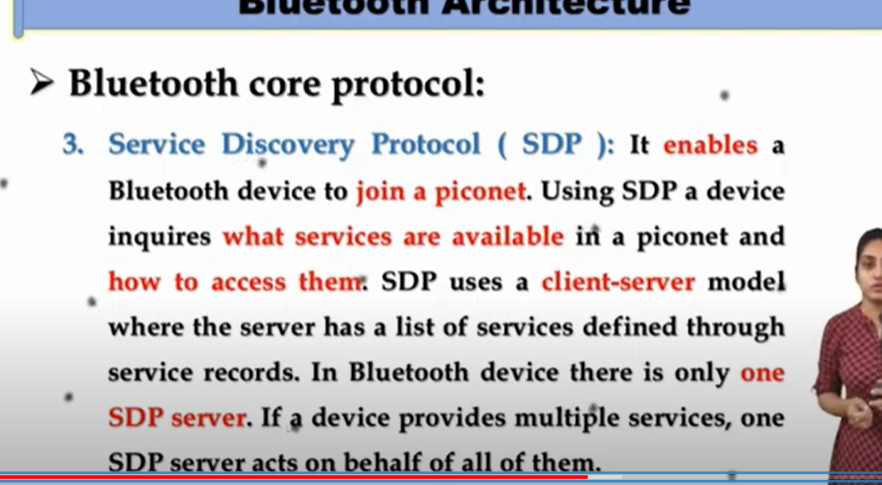 Bluetooth Architecture
➤ Bluetooth core protocol:
3. Service Discovery Protocol ( SDP ): It enables a
Bluetooth device to join a piconet. Using SDP a device
inquires what services are available in a piconet and
how to access them. SDP uses a client-server model
where the server has a list of services defined through
service records. In Bluetooth device there is only one
SDP server. If a device provides multiple services, one
SDP server acts on behalf of all of them.